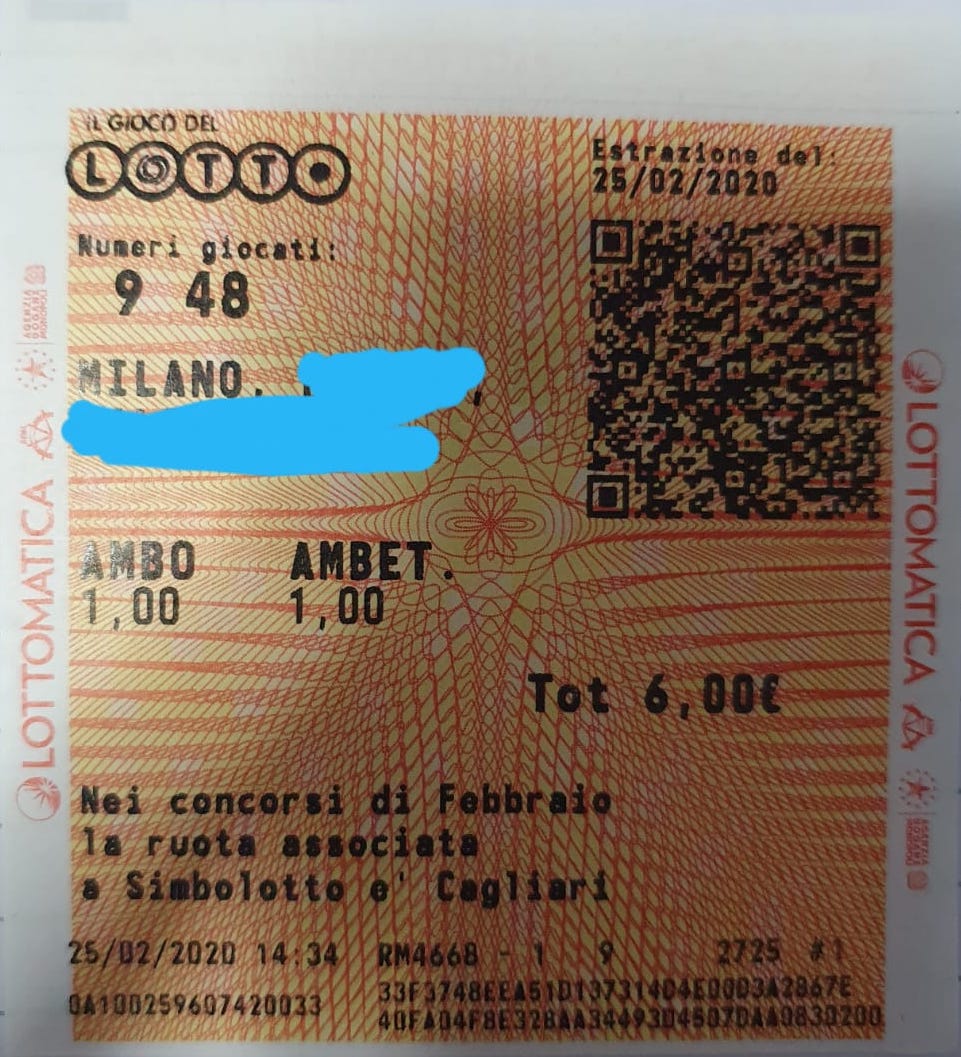 IL GIOCO DEL
LOTTO
Estrazione del:
25/02/2020
Numeri giocati:
9 48
MILANO.
AMBO AMBET.
1,00 1,00
Tot 6,00€
Nei concorsi di Febbraio
la ruota associata
a Simbolotto e' Cagliari
25/02/2020 14:34 RM4668 - 1 9 2725 #1
0A100259607420033
LOTTOMATICA
LOTTOMATICA